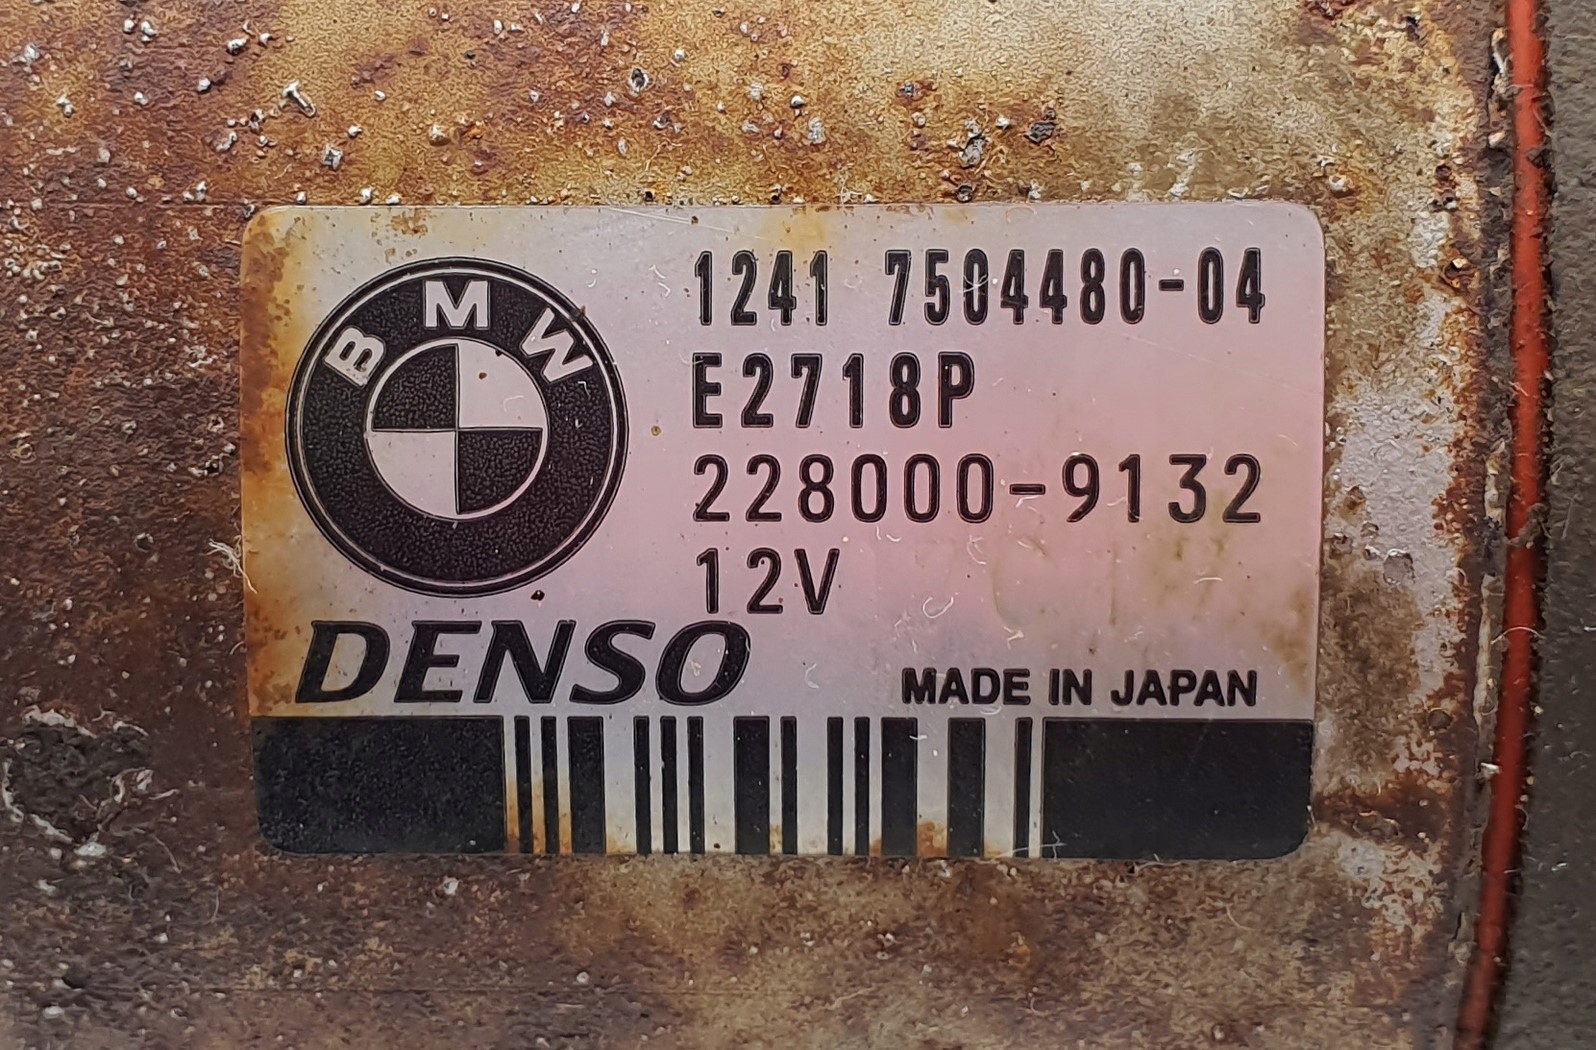 BMW
1241 7504480-04
E2718P
228000-9132
12V
DENSO
MADE IN JAPAN